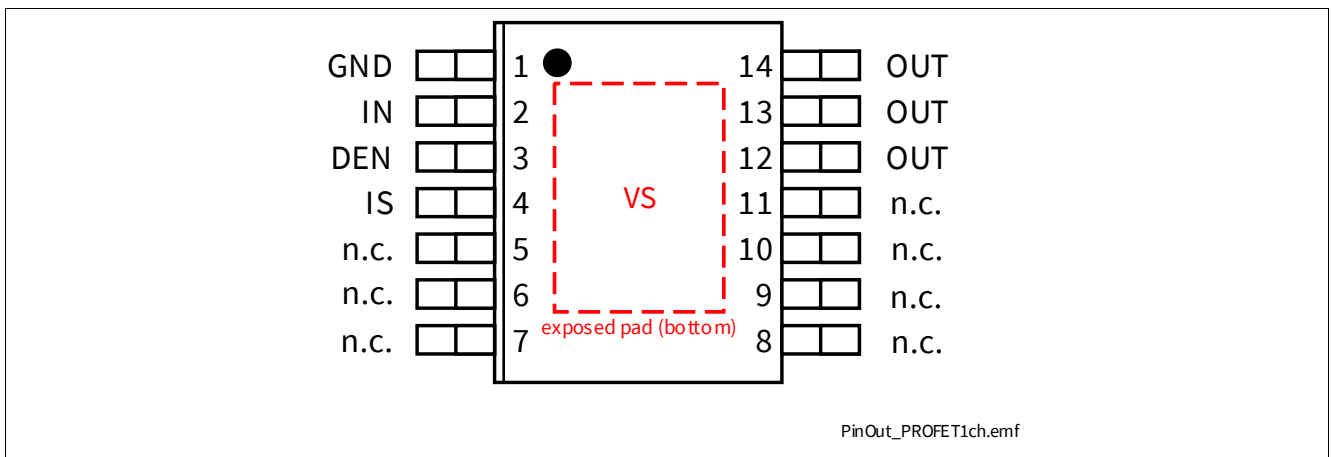 GND 1 14 OUT
IN 2 13 OUT
DEN 3 12 OUT
IS 4 VS 11 n.c.
n.c. 5 10 n.c.
n.c. 6 9 n.c.
exposed pad (bottom)
n.c. 7 8 n.c.
PinOut_PROFET1ch.emf